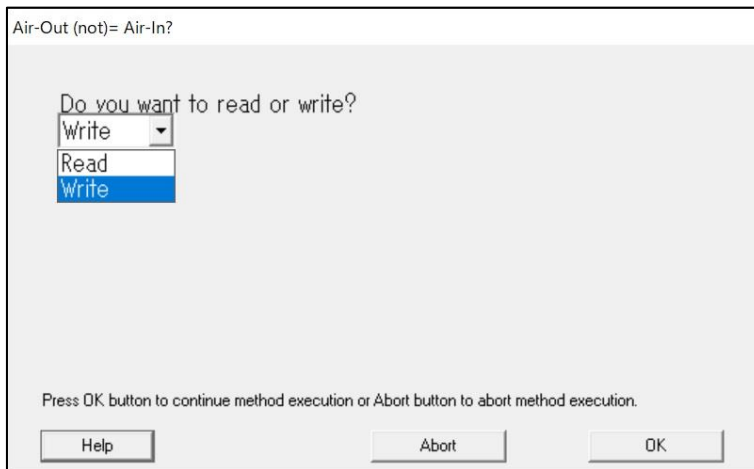 Air-Out (not)= Air-In?
Do you want to read or write?
Write
Read
Write
Press OK button to continue method execution or Abort button to abort method execution.
Help Abort OK